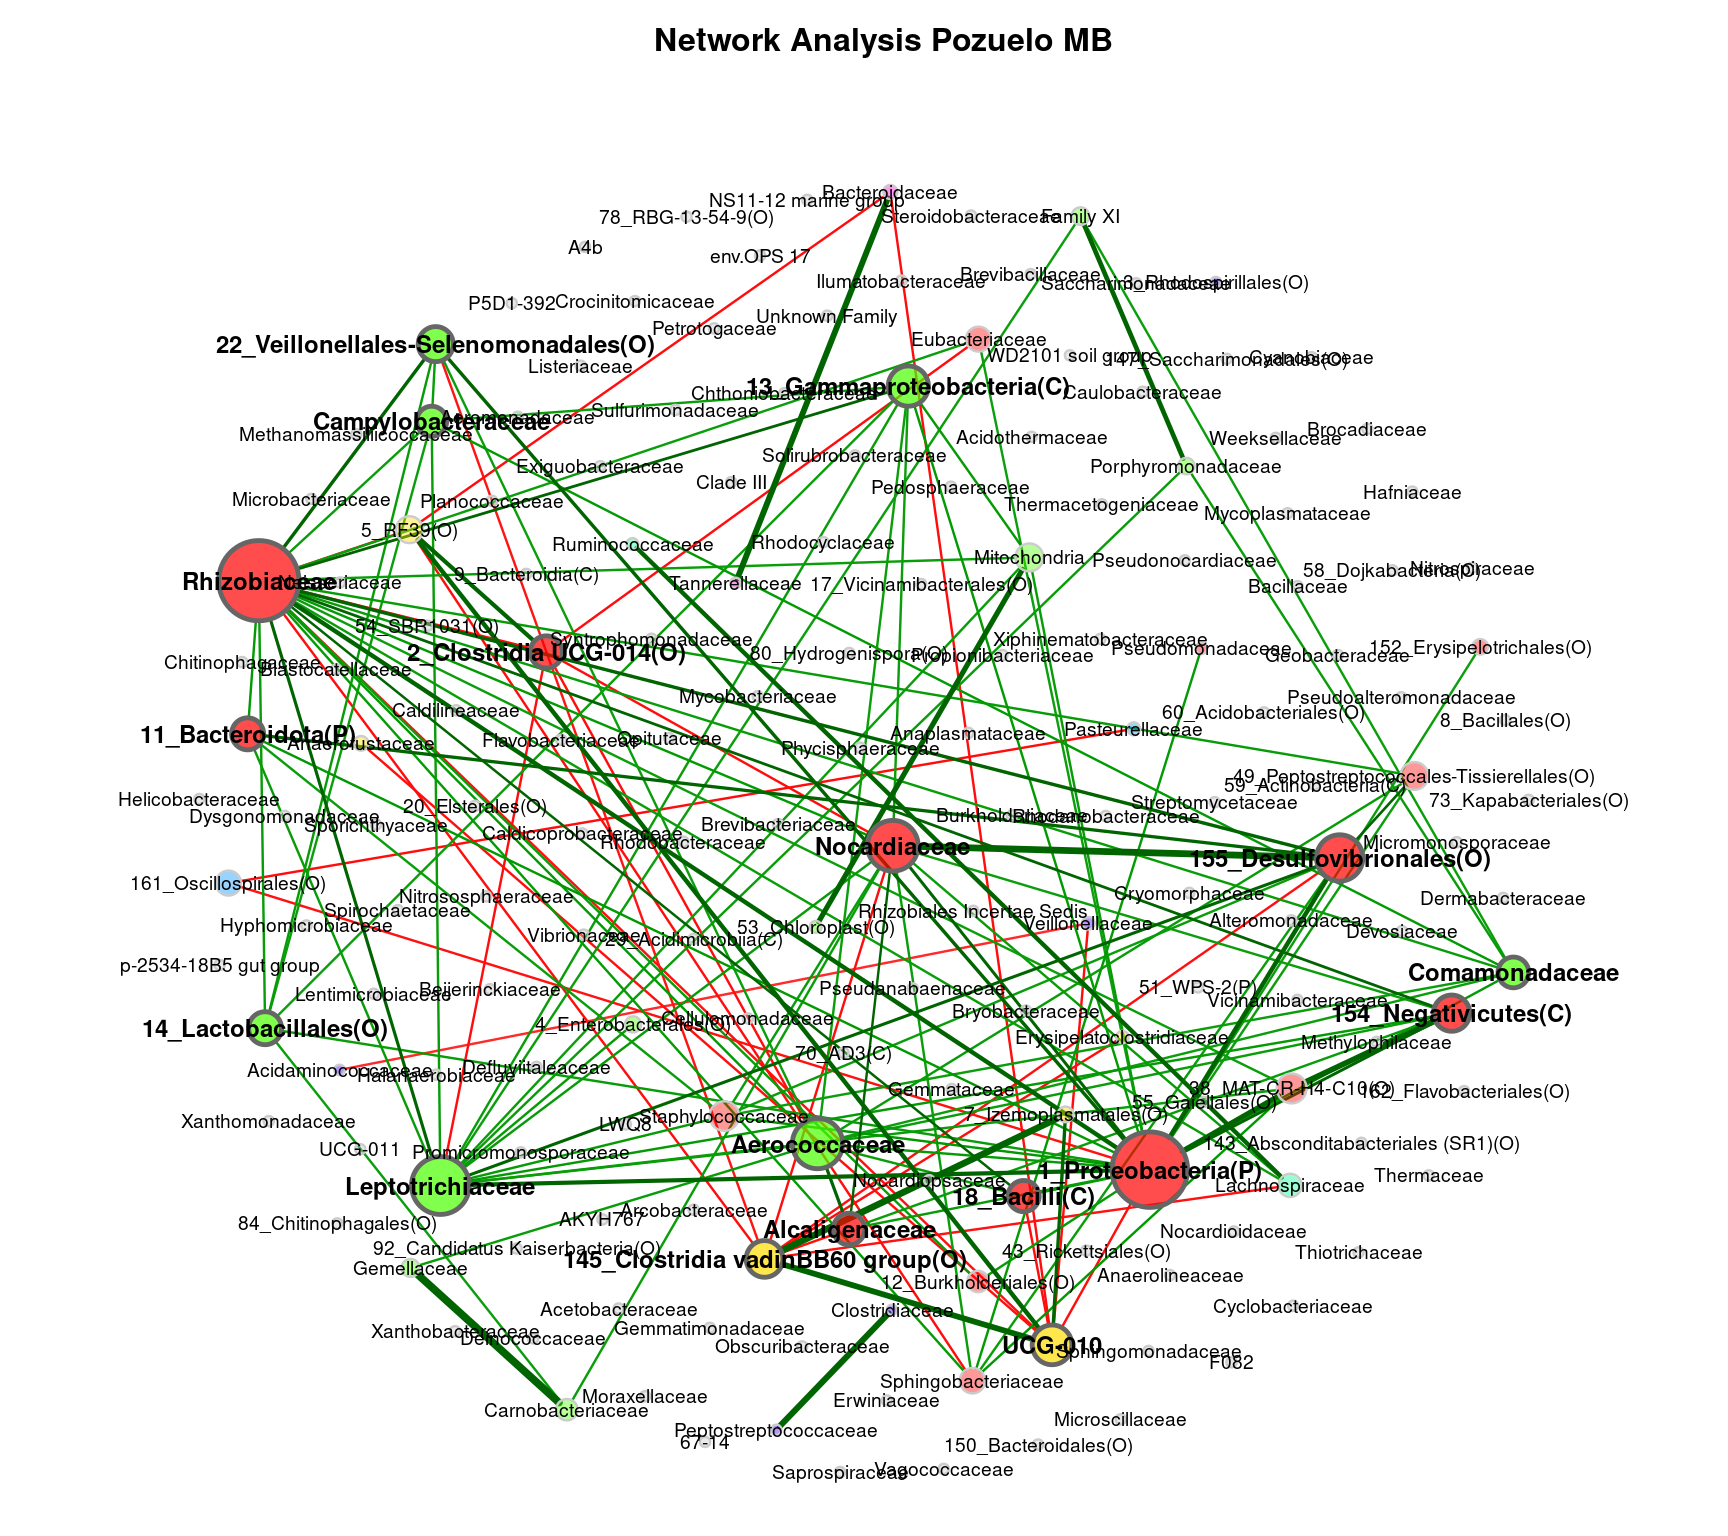 Network Analysis Pozuelo MB
Bacteroidaceae
NS11-12 marine group
78_RBG-13-54-9(O)
Steroidobacteraceae
Family XI
A4b
env.OPS 17
Ilumatobacteraceae
Brevibacillaceae
Saccharimonadaceae
3_Rhodospirillales(O)
P5D1-392
Crocinitomicaceae
Petrotogaceae
Unknown Family
22_Veillonellales-Selenomonadales(O)
Eubacteriaceae
WD2101 soil group
147_Saccharimonadales(O)
Cyanobiaceae
Listeriaceae
13_Gammaproteobacteria(C)
Chthoniobacteraceae
Caulobacteraceae
Sulfurimonadaceae
Campylobacteraceae
Aeromonadaceae
Methanomassiliicoccaceae
Acidothermaceae
Weeksellaceae
Brocadiaceae
Solirubrobacteraceae
Exiguobacteraceae
Porphyromonadaceae
Clade III
Pedosphaeraceae
Hafniaceae
Microbacteriaceae
Planococcaceae
Thermacetogeniaceae
Mycoplasmataceae
5_RF39(O)
Ruminococcaceae
Rhodocyclaceae
Mitochondria
Pseudonocardiaceae
58_Dojkabacteria(C)
Nitrospiraceae
Rhizobiaceae
Neisseriaceae
9_Bacteroidia(C)
Tannerellaceae
17_Vicinamibacterales(O)
Bacillaceae
54_SBR1031(O)
Syntrophomonadaceae
2_Clostridia UCG-014(O)
80_Hydrogenispora(O)
Xiphinematobacteraceae
Propionibacteriaceae
Pseudomonadaceae
Geobacteraceae
152_Erysipelotrichales(O)
Chitinophagaceae
Blastocatellaceae
Mycobacteriaceae
Pseudoalteromonadaceae
Caldilineaceae
60_Acidobacteriales(O)
8_Bacillales(O)
11_Bacteroidota(P)
Anaerofustaceae
Flavobacteriaceae
Opitutaceae
Phycisphaeraceae
Anaplasmataceae
Pasteurellaceae
49_Peptostreptococcales-Tissierellales(O)
59_Actinobacteria(C)
Helicobacteraceae
Dysgonomonadaceae
Sporichthyaceae
20_Elsterales(O)
Streptomycetaceae
73_Kapabacteriales(O)
Caldicoprobacteraceae
Rhodobacteraceae
Brevibacteriaceae
Burkholderiaceae
Rhodanobacteraceae
Nocardiaceae
155_Desulfovibrionales(O)
Micromonosporaceae
161_Oscillospirales(O)
Nitrososphaeraceae
Cryomorphaceae
Dermabacteraceae
Spirochaetaceae
Rhizobiales Incertae Sedis
Hyphomicrobiaceae
Vibrionaceae
29_Acidimicrobiia(C)
53_Chloroplast(O)
Veillonellaceae
Alteromonadaceae
Devosiaceae
p-2534-18B5 gut group
Comamonadaceae
Lentimicrobiaceae
Beijerinckiaceae
Pseudanabaenaceae
51_WPS-2(P)
Vicinamibacteraceae
14_Lactobacillales(O)
4_Enterobacterales(O)
Cellulomonadaceae
Bryobacteraceae
154_Negativicutes(C)
Erysipelatoclostridiaceae
Methylophilaceae
70_AD3(C)
Acidaminococcaceae
Halanaerobiaceae
Defluviitaleaceae
Gemmataceae
38_MAT-CR-H4-C10(O)
162_Flavobacteriales(O)
55_Gaiellales(O)
7_Izemoplasmatales(O)
Xanthomonadaceae
LWQ8
Staphylococcaceae
Aerococcaceae
143_Absconditabacteriales (SR1)(O)
UCG-011
Promicromonosporaceae
1_Proteobacteria(P)
Thermaceae
Leptotrichiaceae
Nocardiopsaceae
18_Bacilli(C)
Lachnospiraceae
84_Chitinophagales(O)
AKYH767
Arcobacteraceae
Alcaligenaceae
Nocardioidaceae
92_Candidatus Kaiserbacteria(O)
145_Clostridia vadinBB60 group(O)
43_Rickettsiales(O)
Thiotrichaceae
Gemellaceae
12_Burkholderiales(O)
Anaerolineaceae
Acetobacteraceae
Clostridiaceae
Cyclobacteriaceae
Xanthobacteraceae
Deinococcaceae
Gemmatimonadaceae
Obscuribacteraceae
UCG-010
Sphingomonadaceae
F082
Sphingobacteriaceae
Moraxellaceae
Erwiniaceae
Carnobacteriaceae
Microscillaceae
Peptostreptococcaceae
67-14
150_Bacteroidales(O)
Saprospiraceae
Vagococcaceae